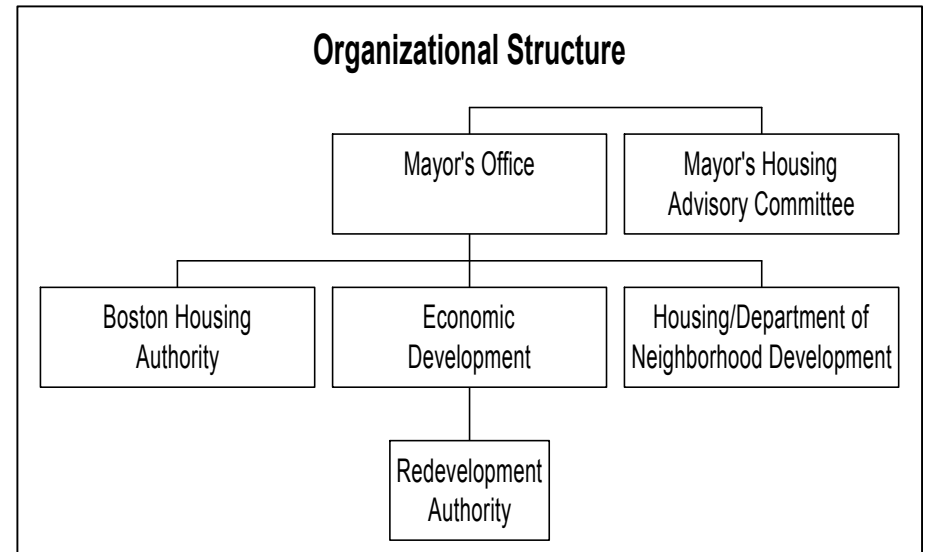 Organizational Structure
Mayor's Office
Mayor's Housing
Advisory Committee
Boston Housing
Authority
Economic
Development
Housing/Department of
Neighborhood Development
Redevelopment
Authority